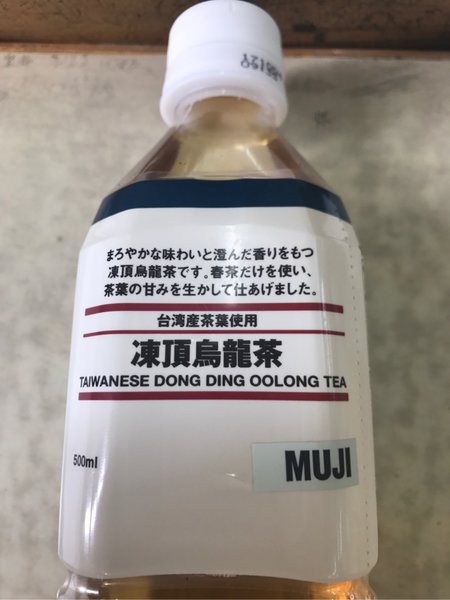 まろやかな味わいと澄んだ香りをもつ
凍頂烏龍茶です。春茶だけを使い、
茶葉の甘みを生かして仕あげました。
台湾産茶葉使用
凍頂烏龍茶
TAIWANESE DONG DING OOLONG TEA
500ml
MUJI